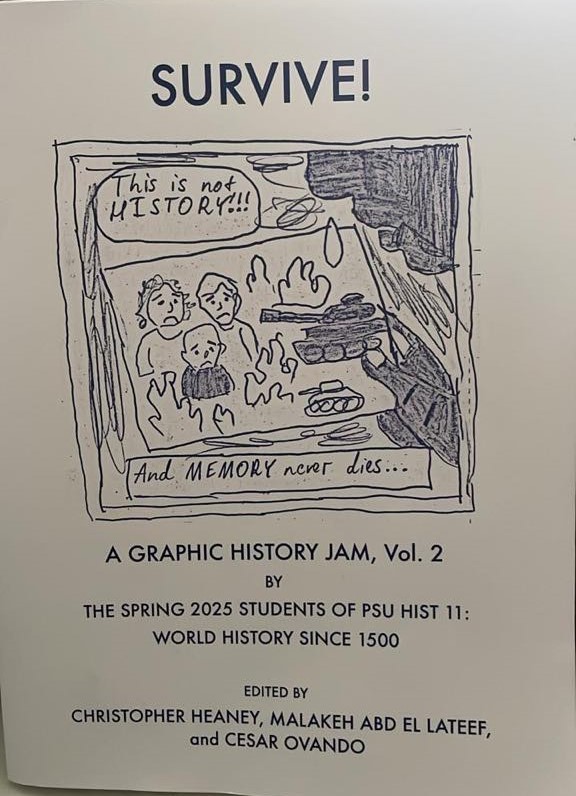 SURVIVE!
This is not
HISTORY!!!
And MEMORY never dies...
A GRAPHIC HISTORY JAM, Vol. 2
BY
THE SPRING 2025 STUDENTS OF PSU HIST 11:
WORLD HISTORY SINCE 1500
EDITED BY
CHRISTOPHER HEANEY, MALAKEH ABD EL LATEEF,
and CESAR OVANDO